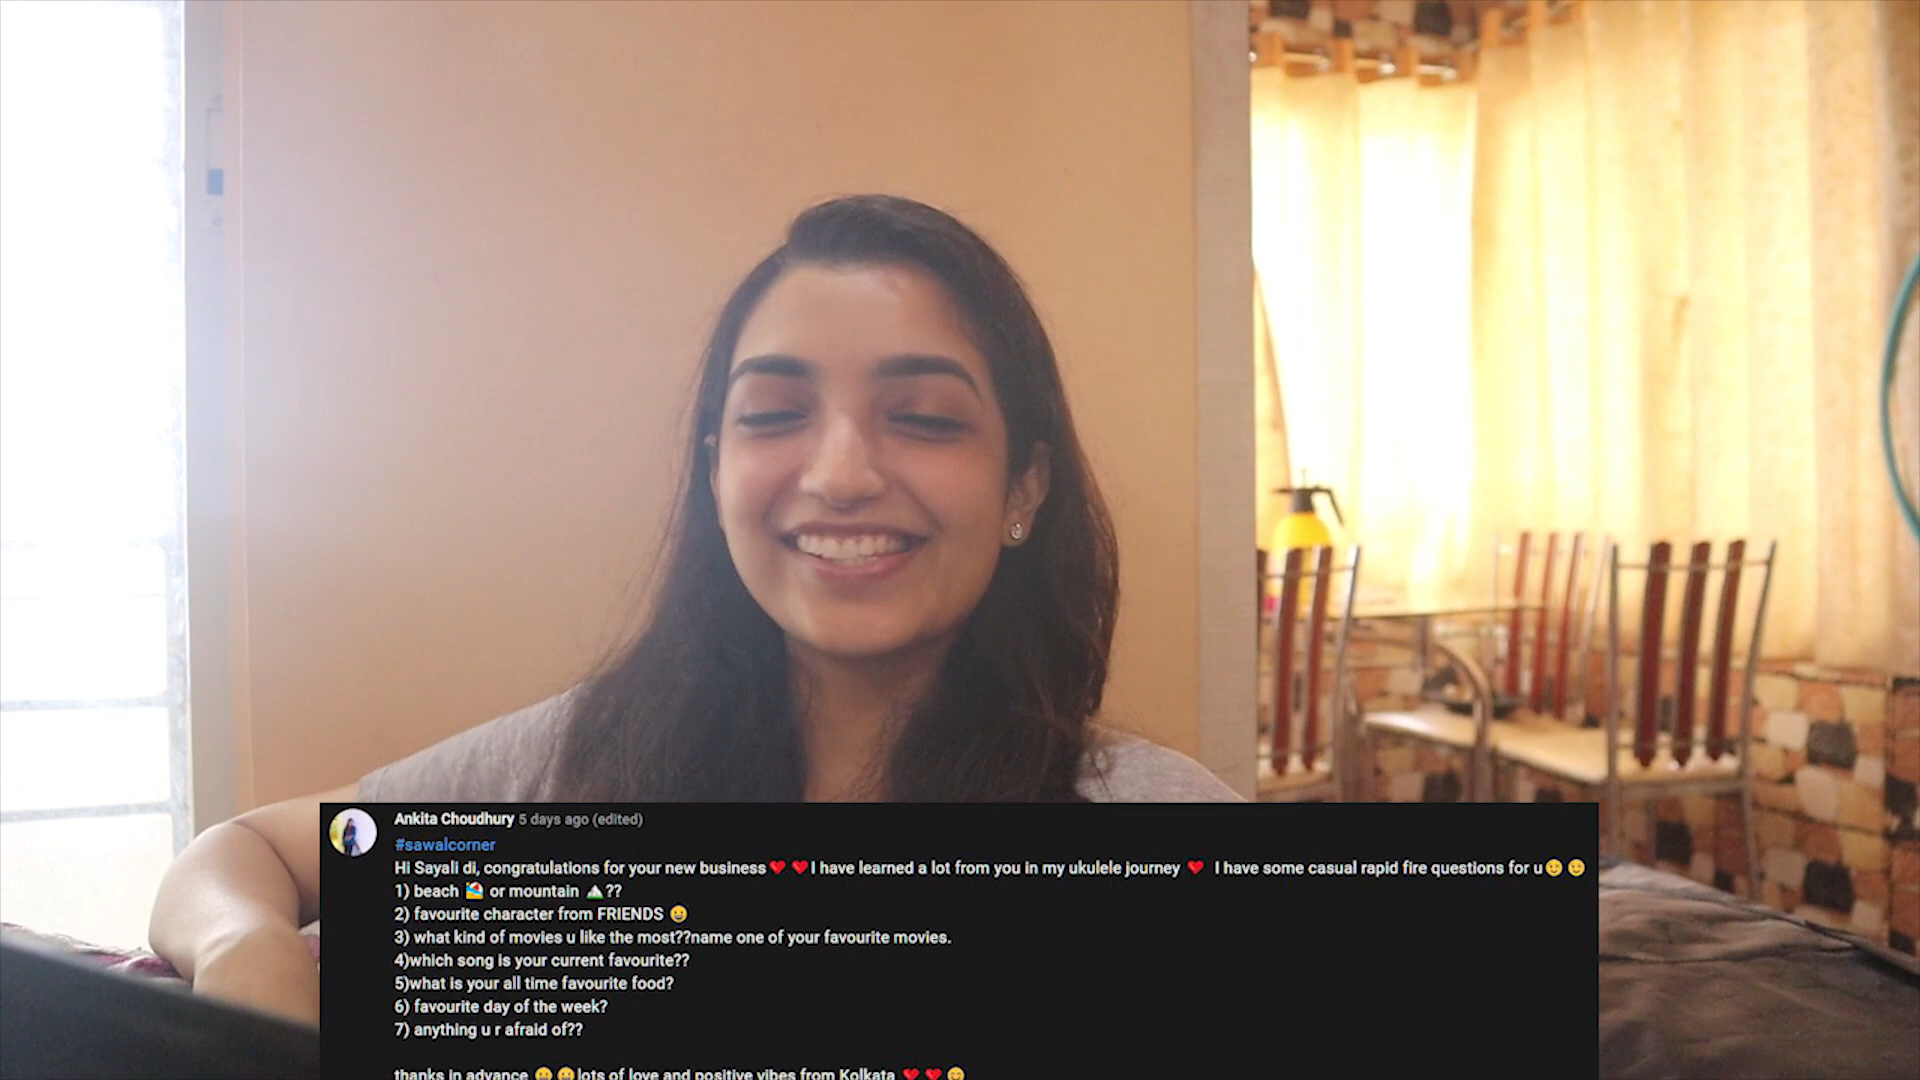 Ankita Choudhury 5 days ago (edited)
#sawalcorner
Hi Sayali di, congratulations for your new business❤️ ❤️I have learned a lot from you in my ukulele journey ❤️ I have some casual rapid fire questions for u😉 😉
1) beach 🏖️ or mountain 🏔️??
2) favourite character from FRIENDS 😀
3) what kind of movies u like the most??name one of your favourite movies.
4)which song is your current favourite??
5)what is your all time favourite food?
6) favourite day of the week?
7) anything u r afraid of??
thanks in advance 😀 😀lots of love and positive vibes from Kolkata ❤️ ❤️ 😊